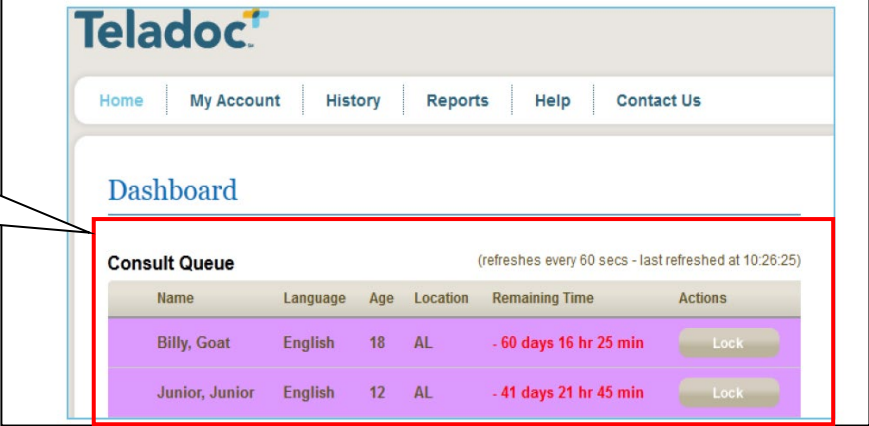 Teladoc
Home My Account History Reports Help Contact Us
Dashboard
Consult Queue (refreshes every 60 secs - last refreshed at 10:26:25)
Name Language Age Location Remaining Time Actions
Billy, Goat English 18 AL - 60 days 16 hr 25 min Lock
Junior, Junior English 12 AL - 41 days 21 hr 45 min Lock